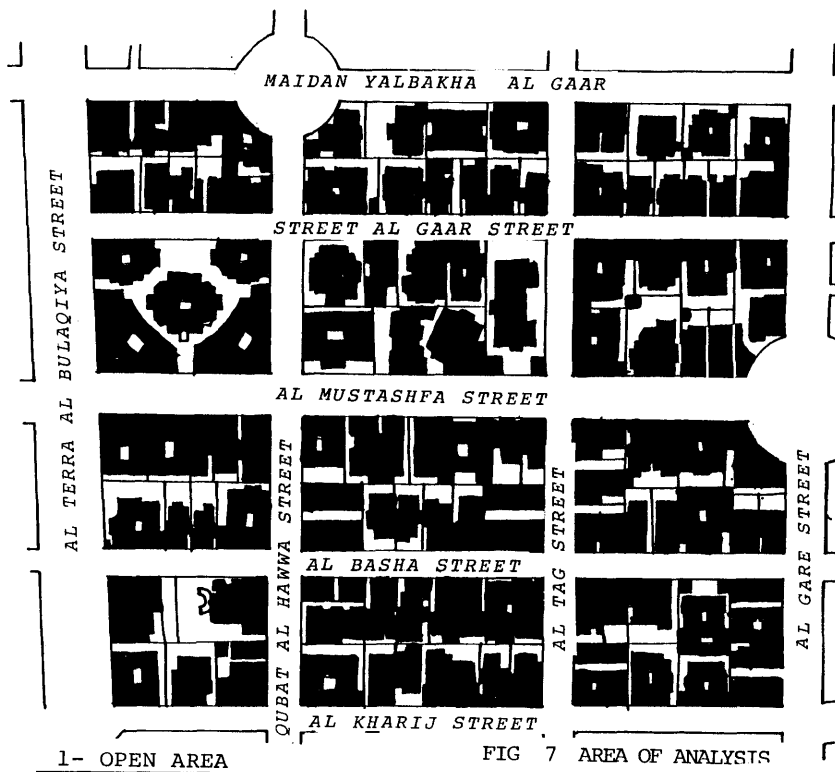 MAIDAN YALBAKHA AL GAAR
AL TERRA AL BULAQIYA STREET
STREET AL GAAR STREET
AL MUSTASHFA STREET
QUBAT AL HAWWA STREET
AL TAG STREET
AL GARE STREET
AL BASHA STREET
AL KHARIJ STREET
1- OPEN AREA
FIG 7 AREA OF ANALYSIS